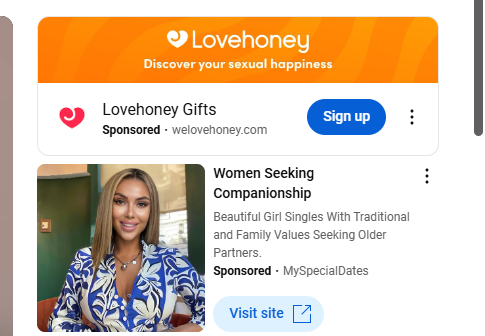 Lovehoney
Discover your sexual happiness
Lovehoney Gifts
Sponsored · welovehoney.com
Sign up
Women Seeking
Companionship
Beautiful Girl Singles With Traditional
and Family Values Seeking Older
Partners.
Sponsored · MySpecialDates
Visit site